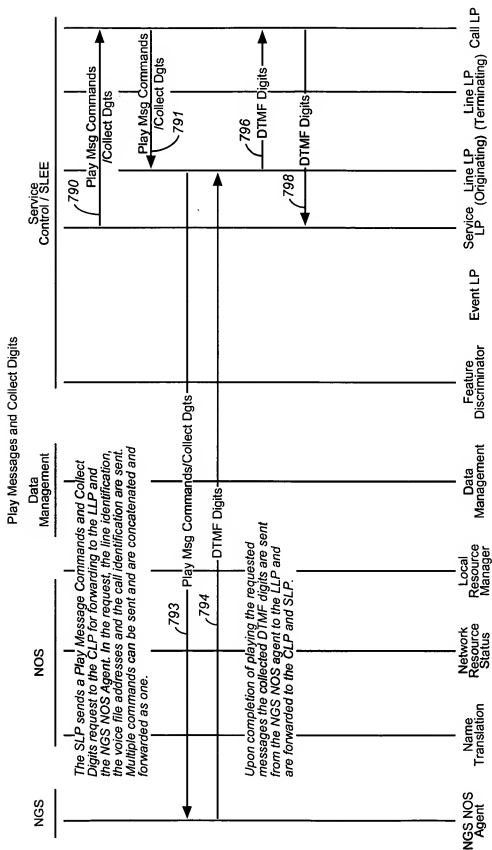 Play Messages and Collect Digits
NGS
NOS
Data
Management
Service
Control / SLEE
The SLP sends a Play Message Commands and Collect
Digits request to the CLP for forwarding to the LLP and
the NGS NOS Agent. In the request, the line identification,
the voice file addresses and the call identification are sent.
Multiple commands can be sent and are concatenated and
forwarded as one.
790
Play Msg Commands
/Collect Dgts
Play Msg Commands
/Collect Dgts
791
793
Play Msg Commands/Collect Dgts
794
DTMF Digits
Upon completion of playing the requested
messages the collected DTMF digits are sent
from the NGS NOS agent to the LLP and
are forwarded to the CLP and SLP.
796
DTMF Digits
798
DTMF Digits
NGS NOS
Agent
Name
Translation
Network
Resource
Status
Local
Resource
Manager
Data
Management
Feature
Discriminator
Event LP
Service
LP
Line LP
(Originating)
Line LP
(Terminating)
Call LP